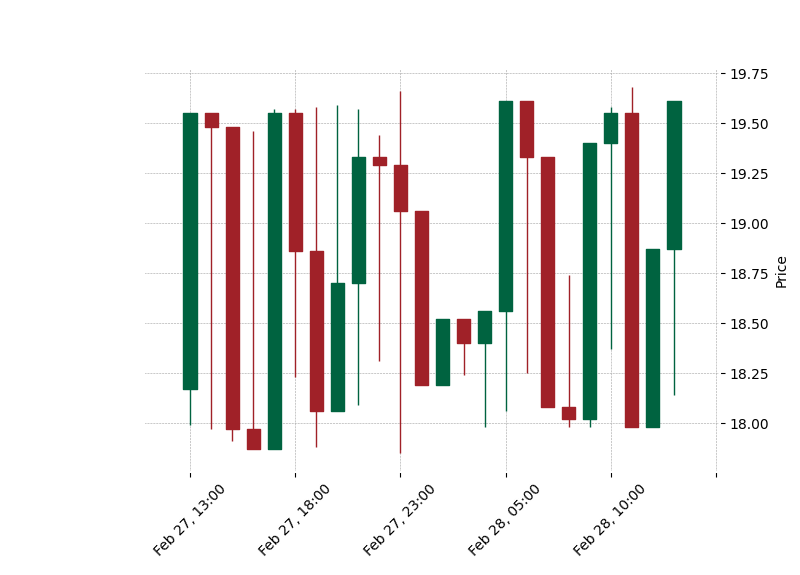 19.75
19.50
19.25
19.00
18.75
18.50
18.25
18.00
Price
Feb 27, 13:00
Feb 27, 18:00
Feb 27, 23:00
Feb 28, 05:00
Feb 28, 10:00